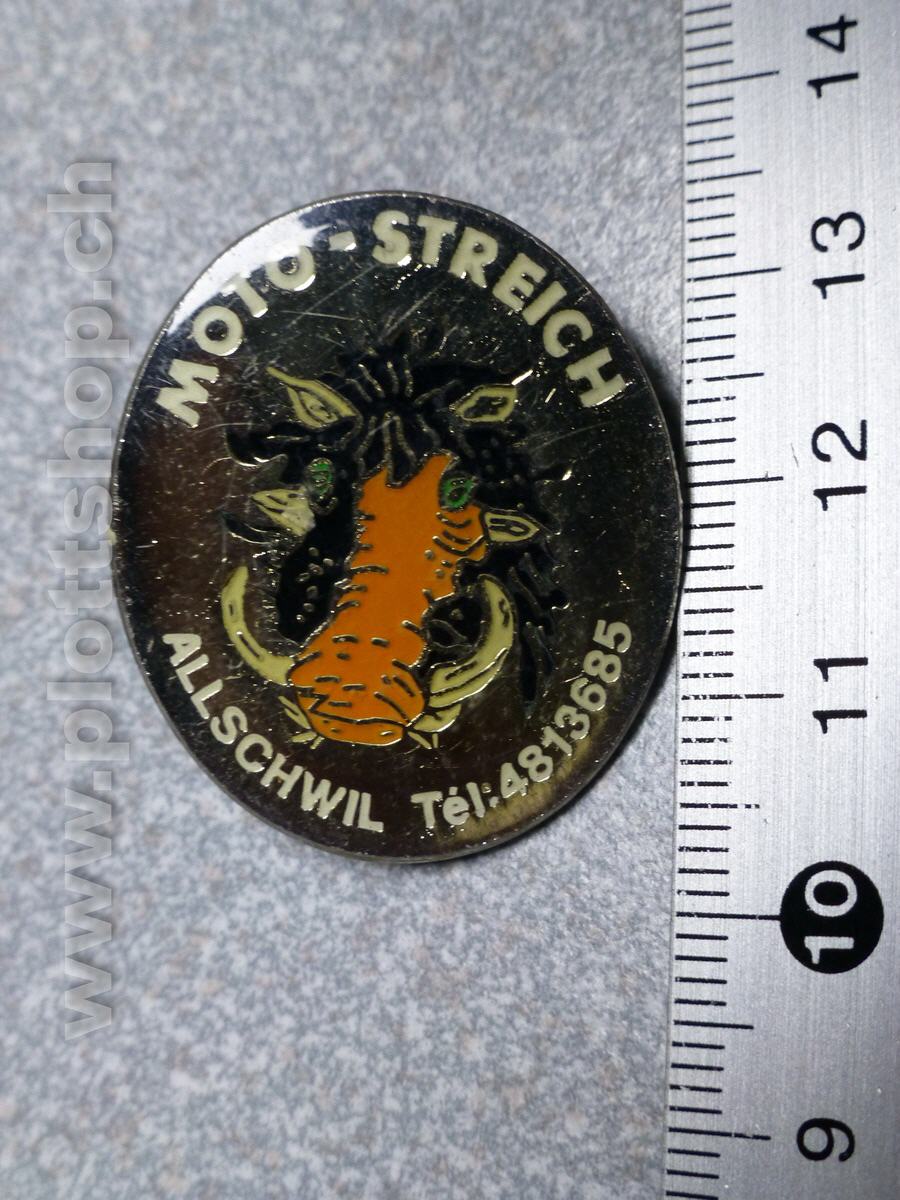 MOTO-STREICH
ALLSCHWIL Tél.4813685
www.plottshop.ch
14
13
12
11
10
9